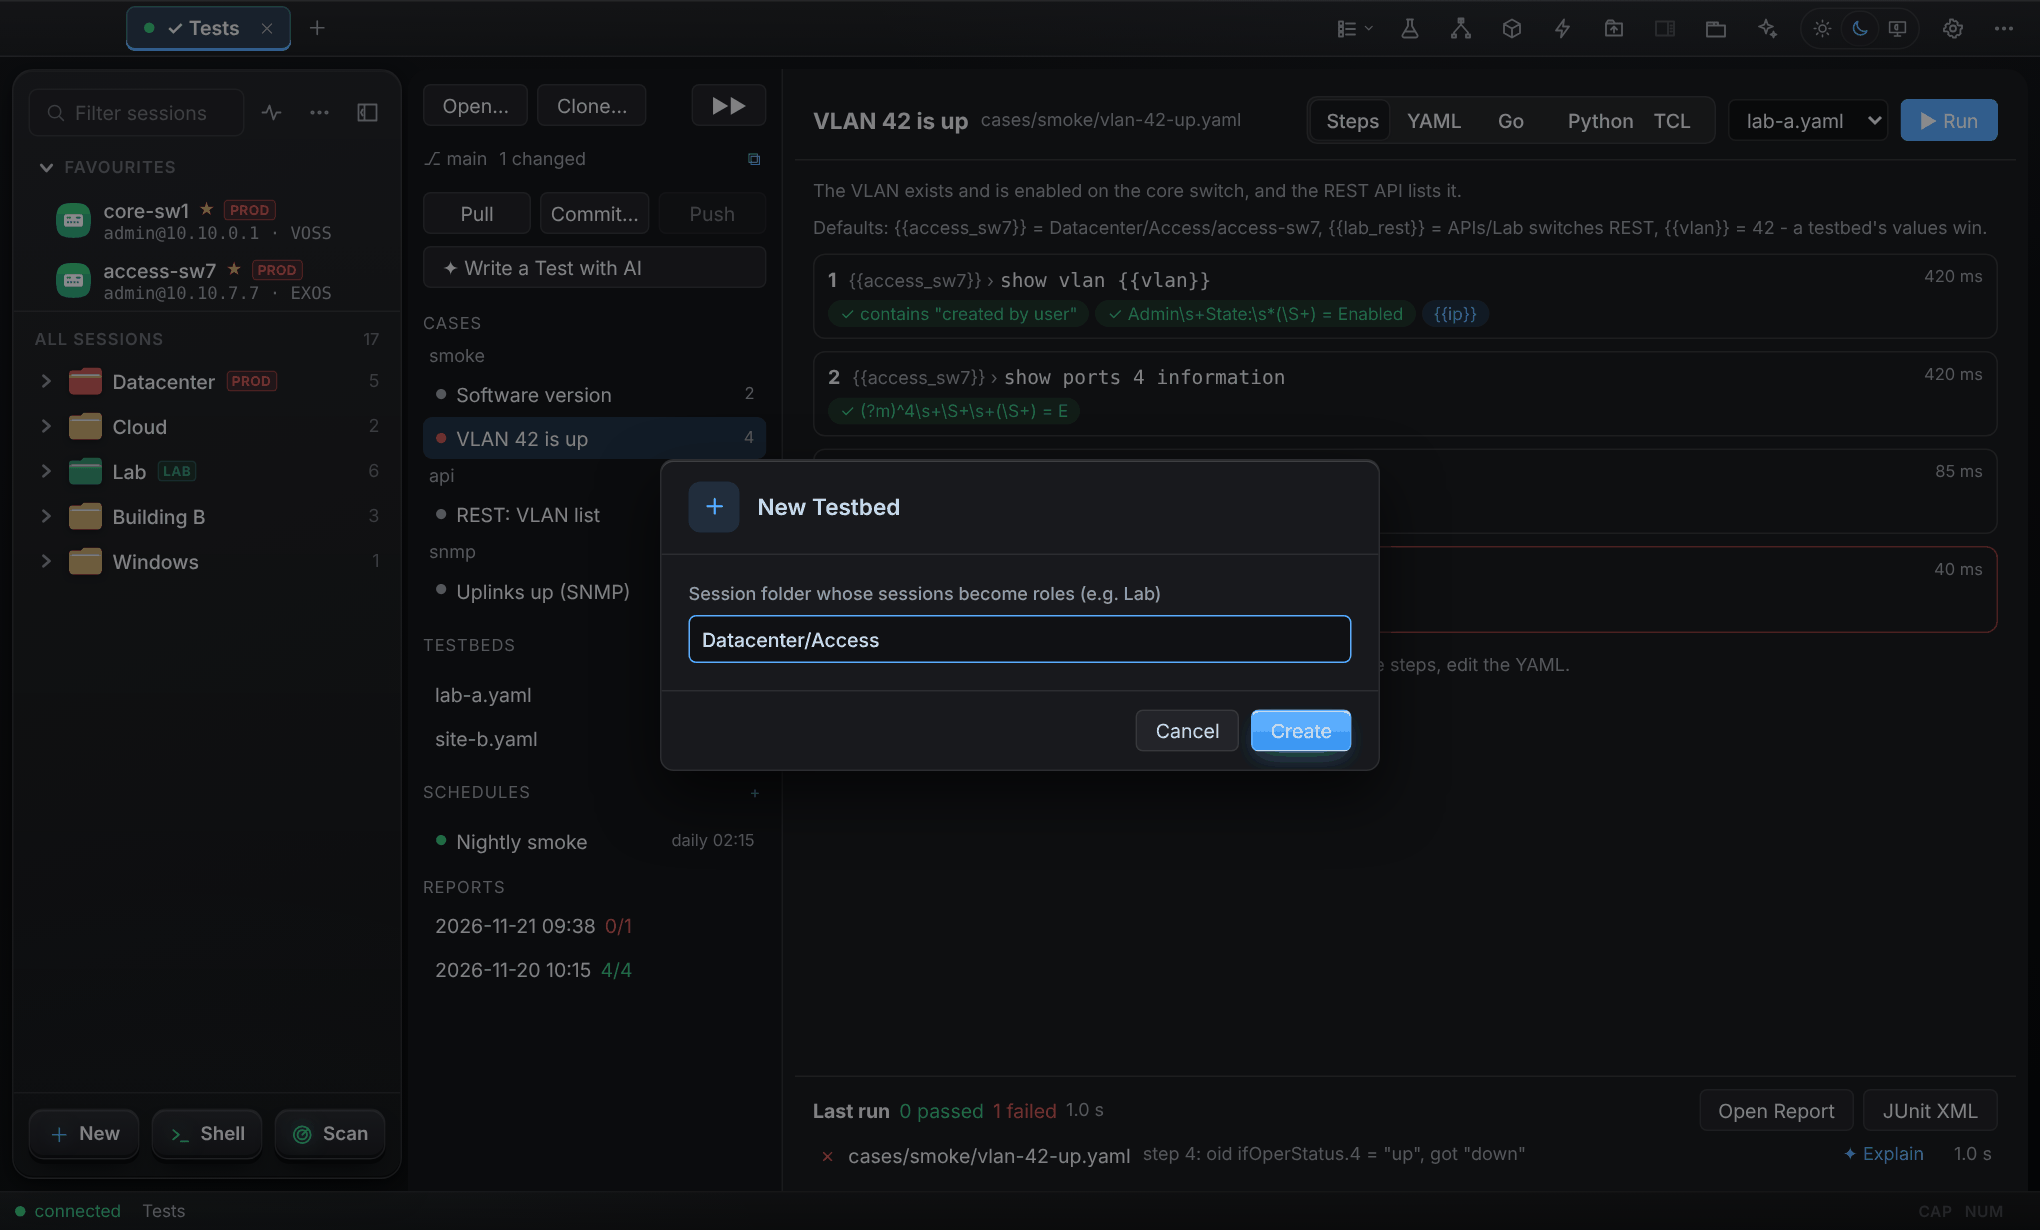 ✓ Tests ×
Filter sessions
FAVOURITES
core-sw1 ★ PROD
admin@10.10.0.1 · VOSS
access-sw7 ★ PROD
admin@10.10.7.7 · EXOS
ALL SESSIONS 17
Datacenter PROD 5
Cloud 2
Lab LAB 6
Building B 3
Windows 1
+ New
>_ Shell
Scan
Open...
Clone...
main 1 changed
Pull
Commit...
Push
✦ Write a Test with AI
CASES
smoke
Software version 2
VLAN 42 is up 4
api
REST: VLAN list
snmp
Uplinks up (SNMP)
TESTBEDS
lab-a.yaml
site-b.yaml
SCHEDULES +
Nightly smoke daily 02:15
REPORTS
2026-11-21 09:38 0/1
2026-11-20 10:15 4/4
VLAN 42 is up cases/smoke/vlan-42-up.yaml
Steps YAML Go Python TCL
lab-a.yaml
▶ Run
The VLAN exists and is enabled on the core switch, and the REST API lists it.
Defaults: {{access_sw7}} = Datacenter/Access/access-sw7, {{lab_rest}} = APIs/Lab switches REST, {{vlan}} = 42 - a testbed's values win.
1 {{access_sw7}} › show vlan {{vlan}} 420 ms
✓ contains "created by user" ✓ Admin\s+State:\s*(\S+) = Enabled {{ip}}
2 {{access_sw7}} › show ports 4 information 420 ms
✓ (?m)^4\s+\S+\s+(\S+) = E
85 ms
40 ms
steps, edit the YAML.
New Testbed
Session folder whose sessions become roles (e.g. Lab)
Datacenter/Access
Cancel
Create
Last run 0 passed 1 failed 1.0 s
Open Report
JUnit XML
× cases/smoke/vlan-42-up.yaml step 4: oid ifOperStatus.4 = "up", got "down"
✦ Explain 1.0 s
connected Tests
CAP NUM